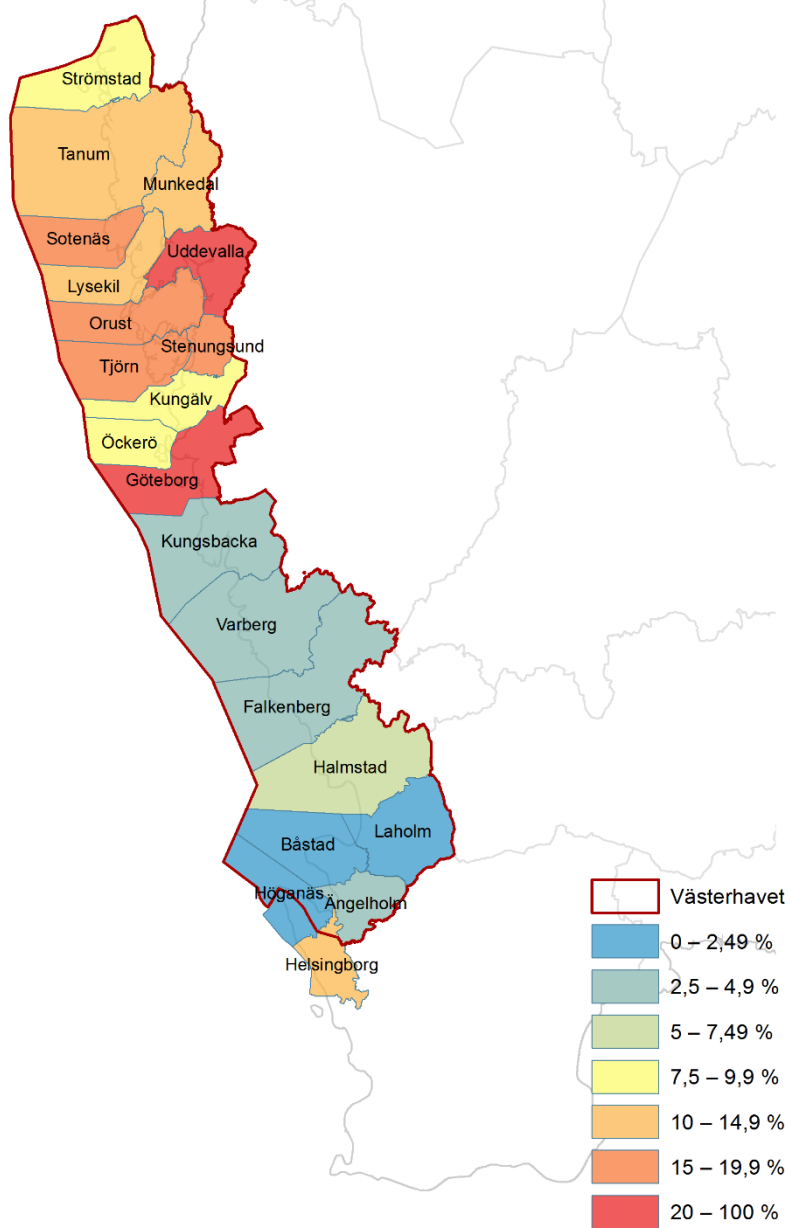 Strömstad
Tanum
Munkedal
Sotenäs
Uddevalla
Lysekil
Orust
Stenungsund
Tjörn
Kungälv
Öckerö
Göteborg
Kungsbacka
Varberg
Falkenberg
Halmstad
Laholm
Båstad
Höganäs
Ängelholm
Helsingborg
Västerhavet
0 – 2,49 %
2,5 – 4,9 %
5 – 7,49 %
7,5 – 9,9 %
10 – 14,9 %
15 – 19,9 %
20 – 100 %